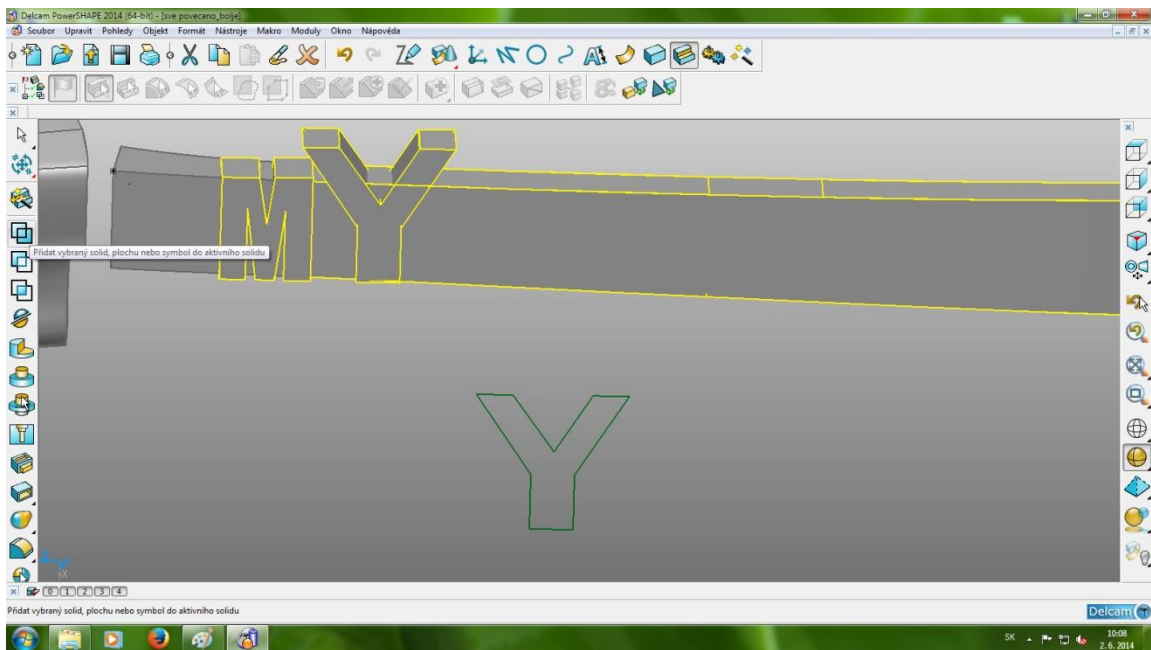 Delcam PowerSHAPE 2014 (64-bit) - [sve povecano_bolje]
Soubor Upravit Pohledy Objekt Formát Nástroje Makro Moduly Okno Nápověda
MY
Přidat vybraný solid, plochu nebo symbol do aktivního solidu
Y
X
0 1 2 3 4
Přidat vybraný solid, plochu nebo symbol do aktivního solidu
Delcam
SK
10:08
2. 6. 2014